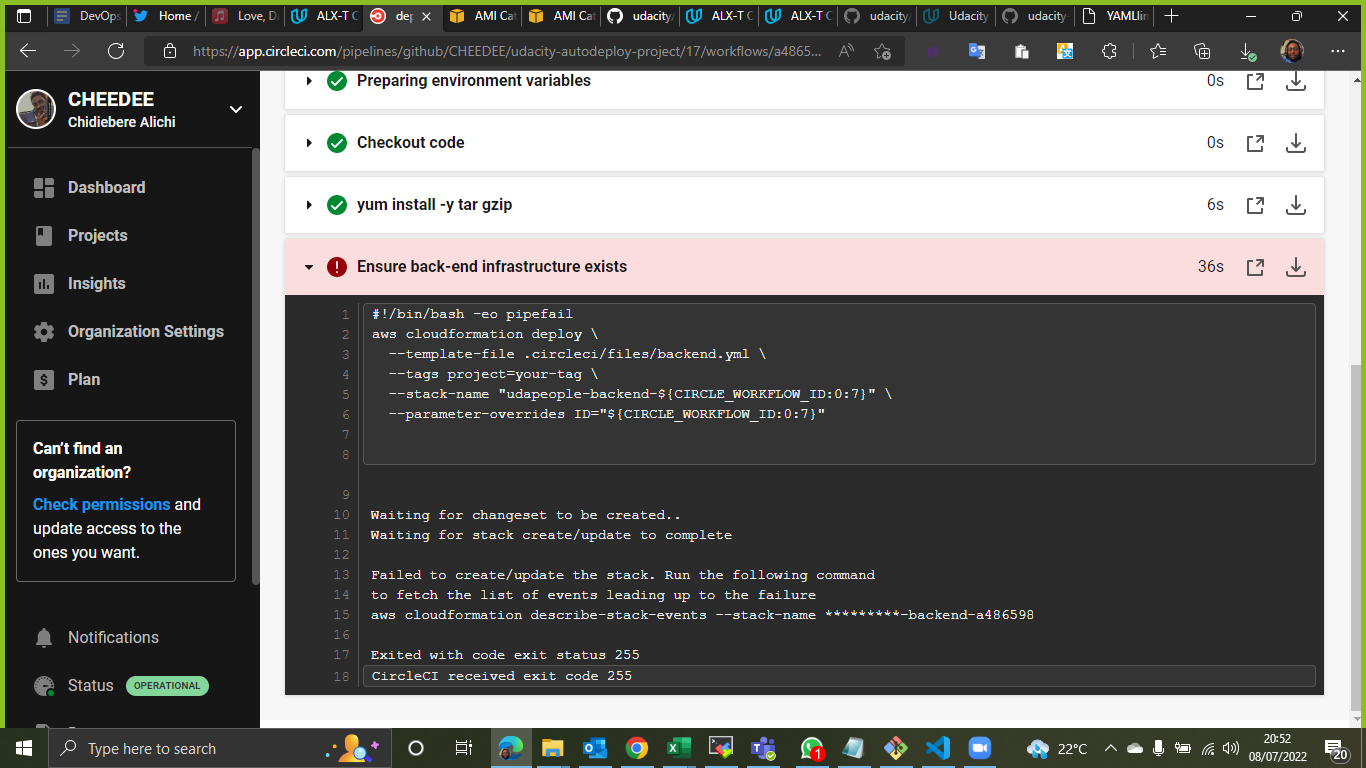 DevOps
Home /
Love, D
ALX-T C
dep
AMI Cat
AMI Cat
udacity/
ALX-T C
ALX-T C
udacity/
Udacity
udacity-
YAMLlin
https://app.circleci.com/pipelines/github/CHEEDEE/udacity-autodeploy-project/17/workflows/a4865...
CHEEDEE
Chidiebere Alichi
Dashboard
Projects
Insights
Organization Settings
Plan
Can't find an
organization?
Check permissions and
update access to the
ones you want.
Notifications
Status OPERATIONAL
Preparing environment variables 0s
Checkout code 0s
yum install -y tar gzip 6s
Ensure back-end infrastructure exists 36s
1 #!/bin/bash -eo pipefail
2 aws cloudformation deploy \
3 --template-file .circleci/files/backend.yml \
4 --tags project=your-tag \
5 --stack-name "udapeople-backend-${CIRCLE_WORKFLOW_ID:0:7}" \
6 --parameter-overrides ID="${CIRCLE_WORKFLOW_ID:0:7}"
7
8
9
10 Waiting for changeset to be created..
11 Waiting for stack create/update to complete
12
13 Failed to create/update the stack. Run the following command
14 to fetch the list of events leading up to the failure
15 aws cloudformation describe-stack-events --stack-name *********-backend-a486598
16
17 Exited with code exit status 255
18 CircleCI received exit code 255
Type here to search
1
22°C
20:52
08/07/2022
20